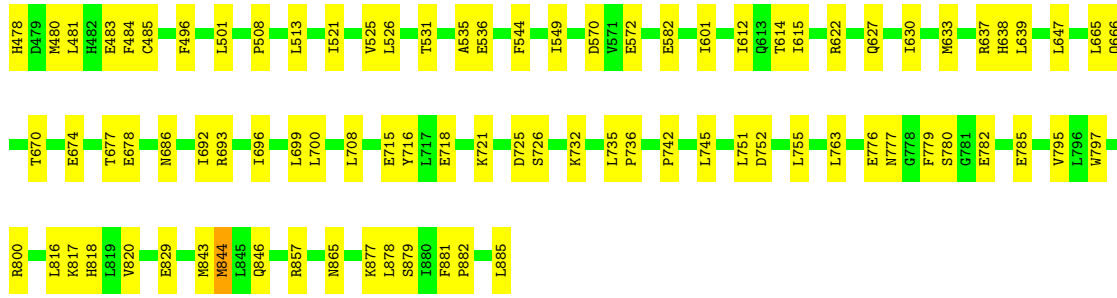 H478 D479 M480 L481 H482 E483 F484 C485 F496 L501 P508 L513 I521 V525 L526 T531 A535 E536 F544 I549 D570 V571 E572 E582 I601 I612 Q613 T614 I615 R622 Q627 I630 M633 R637 H638 L639 L647 L665 D666
T670 E674 T677 E678 N686 I692 R693 I696 L699 L700 L708 E715 Y716 L717 E718 K721 D725 S726 K732 L735 P736 P742 L745 L751 D752 L755 L763 E776 N777 G778 F779 S780 G781 E782 E785 V795 L796 W797
R800 L816 K817 H818 L819 V820 E829 M843 M844 L845 Q846 R857 N865 K877 L878 S879 I880 F881 P882 L885